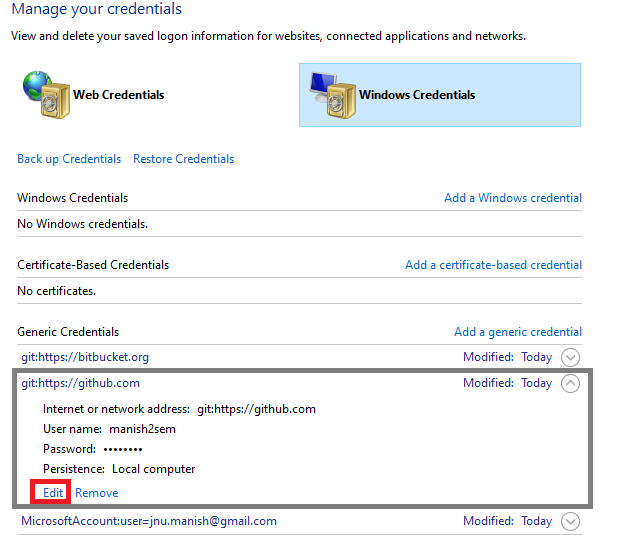 Manage your credentials
View and delete your saved logon information for websites, connected applications and networks.
Web Credentials
Windows Credentials
Back up Credentials Restore Credentials
Windows Credentials Add a Windows credential
No Windows credentials.
Certificate-Based Credentials Add a certificate-based credential
No certificates.
Generic Credentials Add a generic credential
git:https://bitbucket.org Modified: Today
git:https://github.com Modified: Today
Internet or network address: git:https://github.com
User name: manish2sem
Password: ••••••••
Persistence: Local computer
Edit Remove
MicrosoftAccount:user=jnu.manish@gmail.com Modified: Today